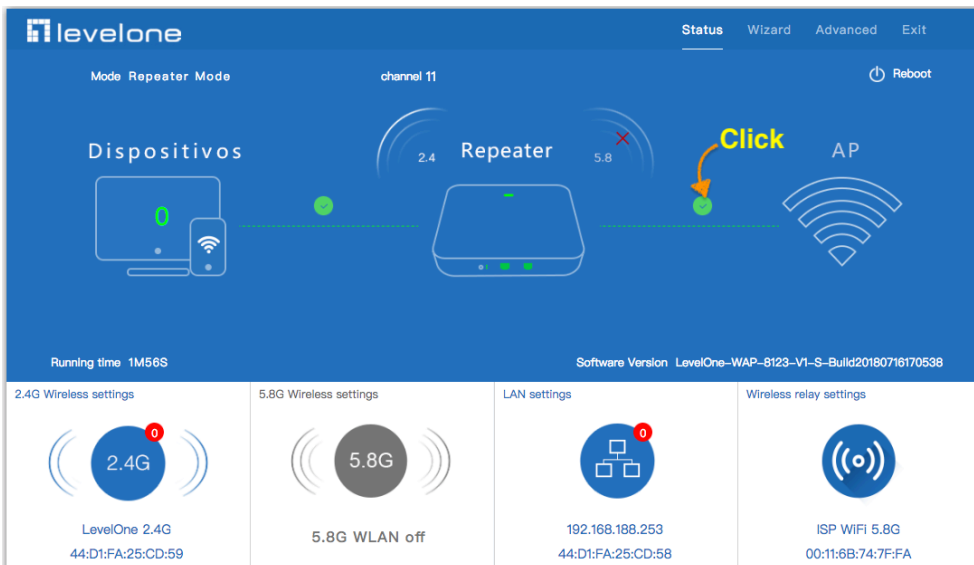 levelone
Status Wizard Advanced Exit
Mode Repeater Mode channel 11 Reboot
Click
Dispositivos 2.4 Repeater 5.8 AP
0
Running time 1M56S Software Version LevelOne-WAP-8123-V1-S-Build20180716170538
2.4G Wireless settings 5.8G Wireless settings LAN settings Wireless relay settings
0 0
2.4G 5.8G
LevelOne 2.4G 5.8G WLAN off 192.168.188.253 ISP WiFi 5.8G
44:D1:FA:25:CD:59 44:D1:FA:25:CD:58 00:11:6B:74:7F:FA